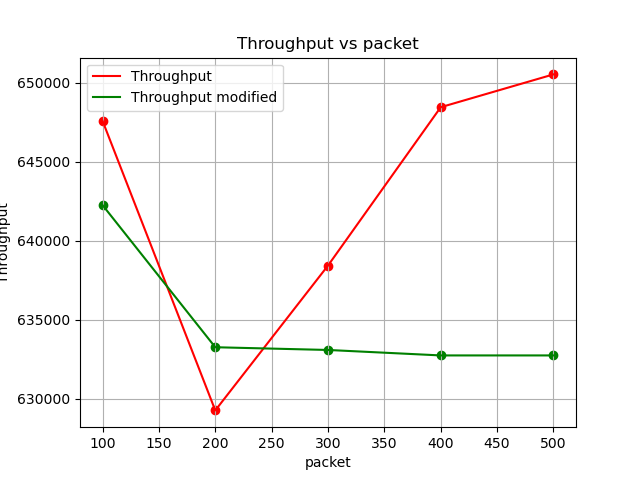 Throughput vs packet
Throughput
Throughput modified
650000
645000
640000
635000
630000
Throughput
100 150 200 250 300 350 400 450 500
packet